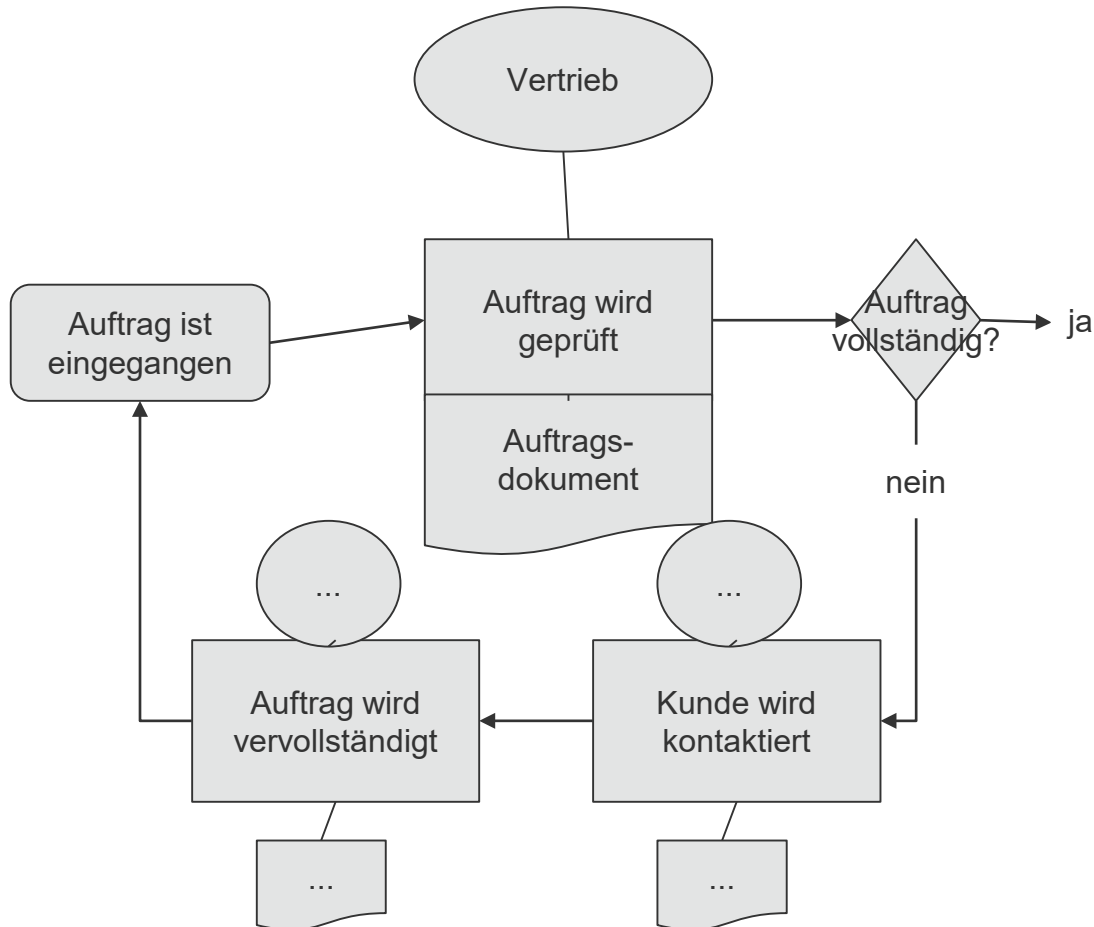 Vertrieb
Auftrag ist
eingegangen
Auftrag wird
geprüft
Auftrag
vollständig?
ja
Auftrags-
dokument
nein
...
...
Auftrag wird
vervollständigt
Kunde wird
kontaktiert
...
...